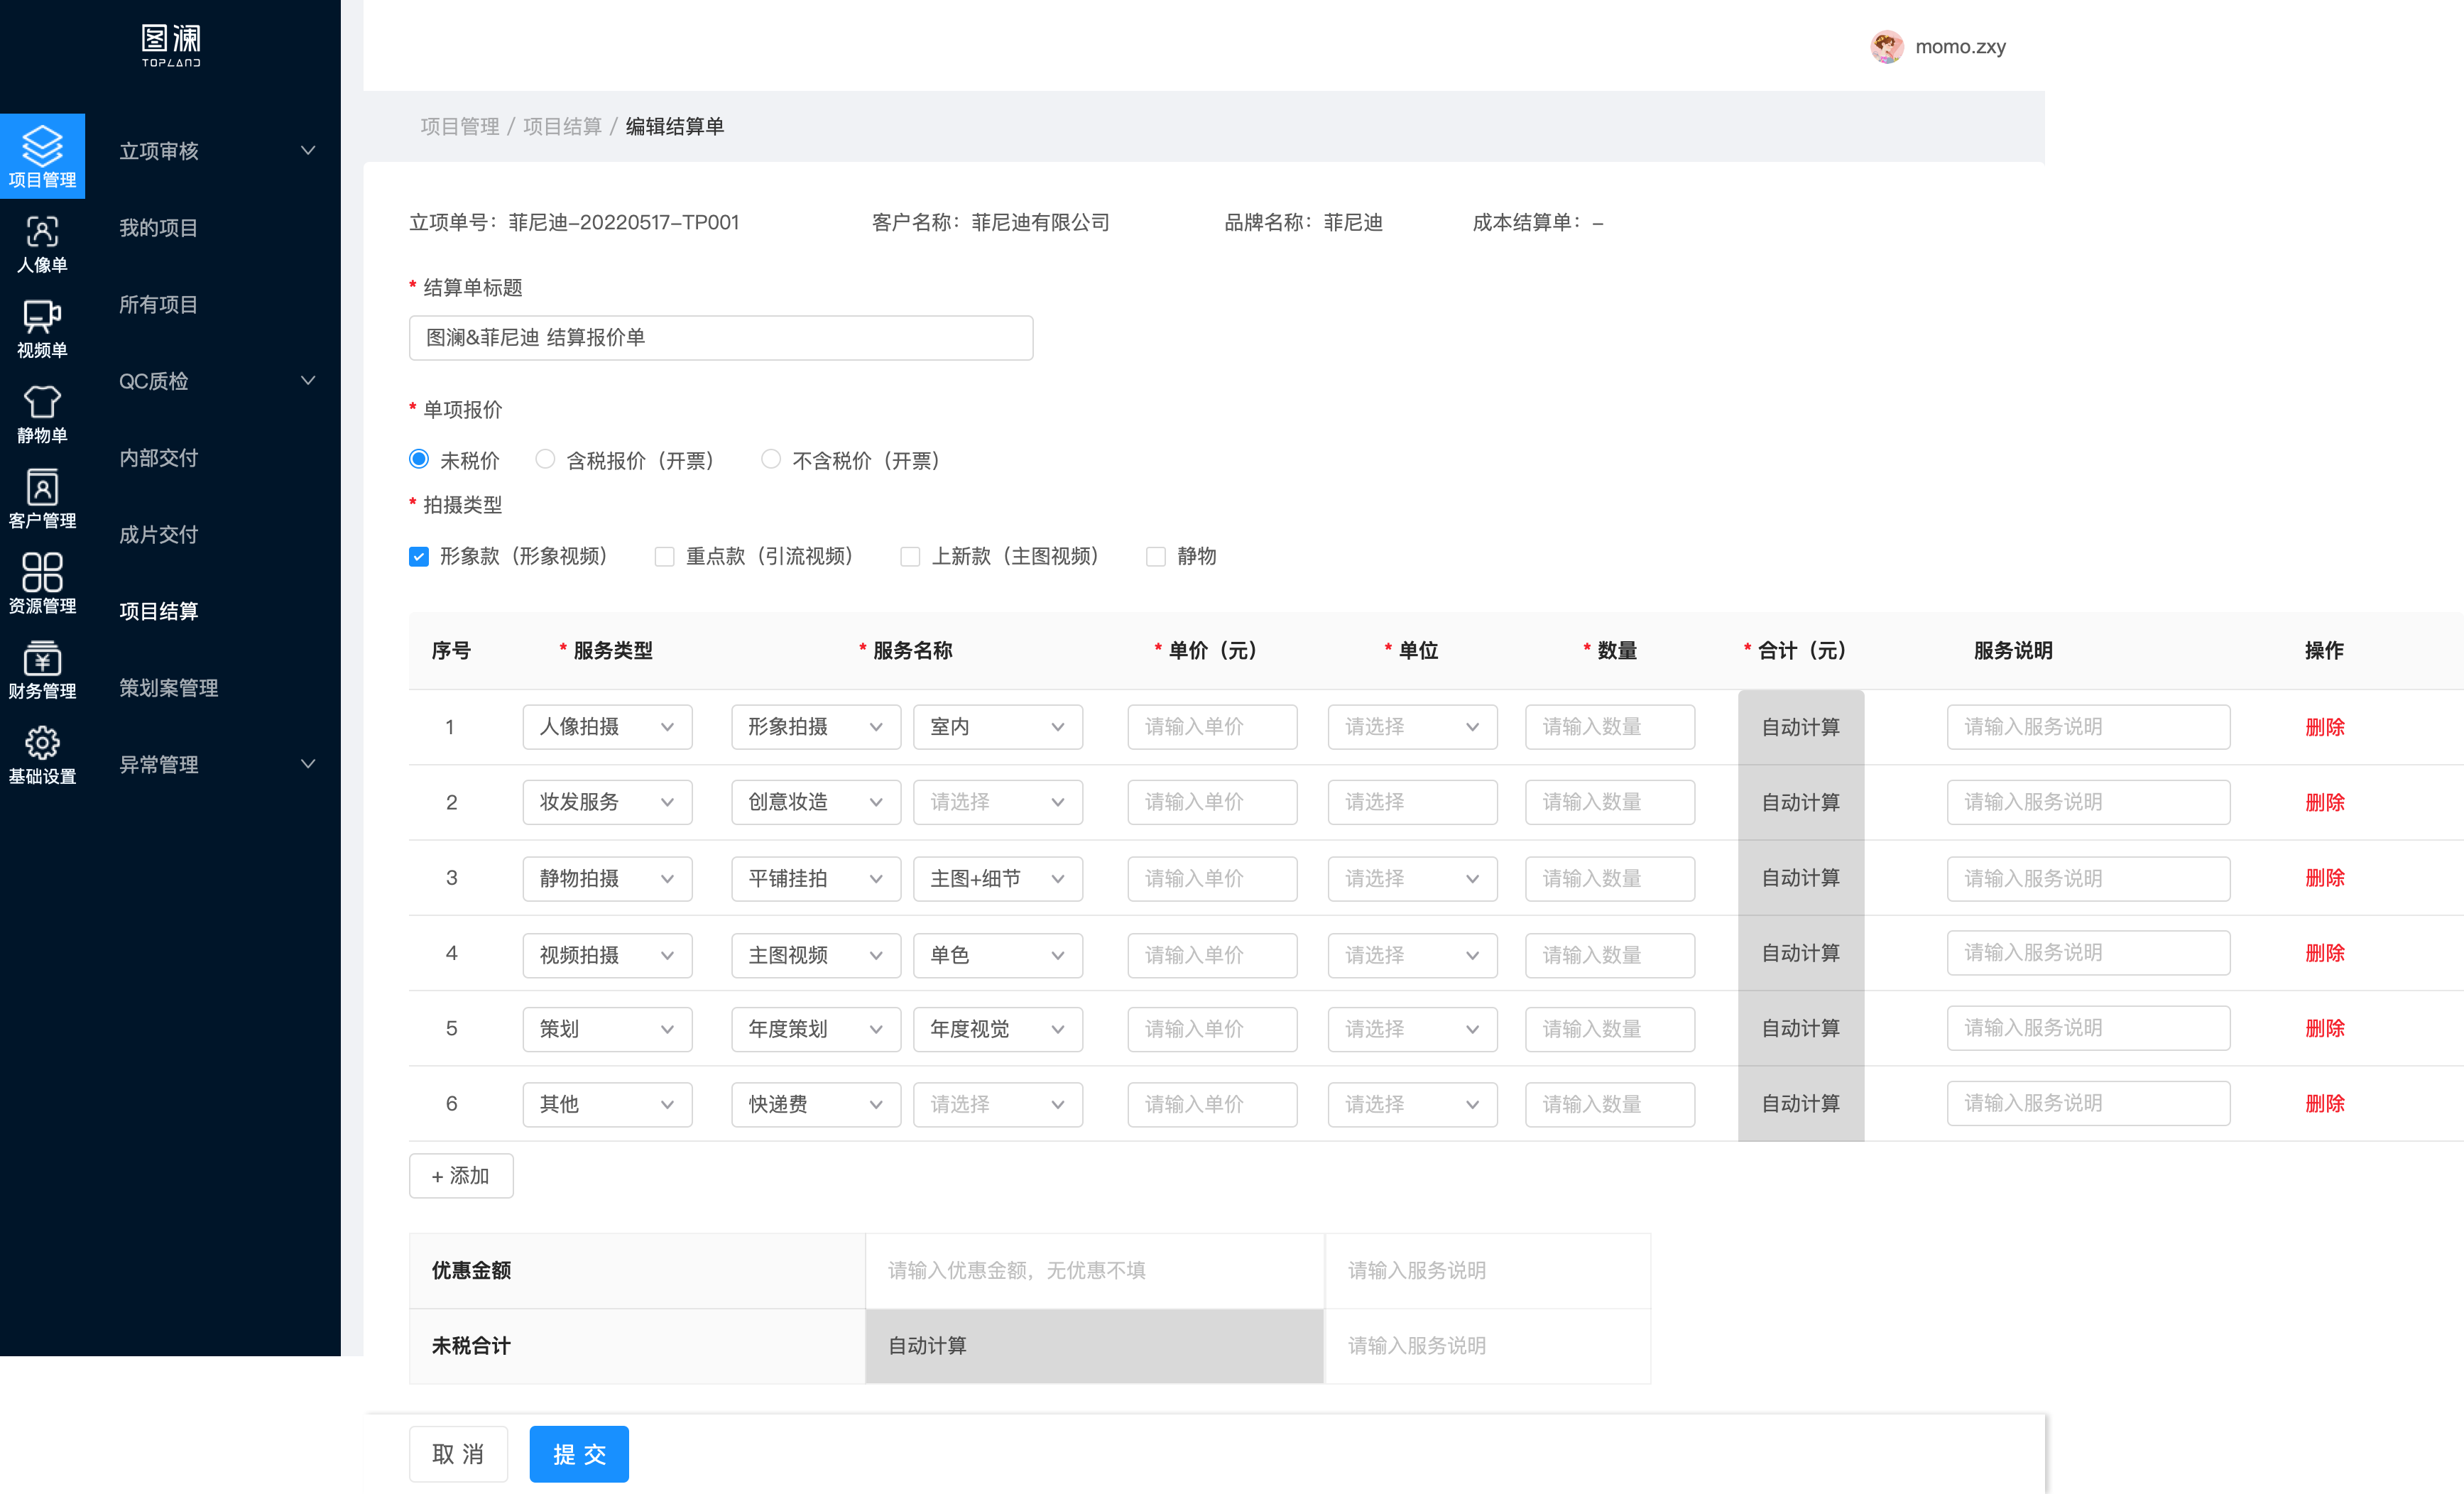 图澜
TOPLAND
momo.zxy
项目管理
人像单
视频单
静物单
客户管理
资源管理
财务管理
基础设置
立项审核
我的项目
所有项目
QC质检
内部交付
成片交付
项目结算
策划案管理
异常管理
项目管理 / 项目结算 / 编辑结算单
立项单号：菲尼迪-20220517-TP001 客户名称：菲尼迪有限公司 品牌名称：菲尼迪 成本结算单：-
* 结算单标题
图澜&菲尼迪 结算报价单
* 单项报价
未税价 含税报价（开票） 不含税价（开票）
* 拍摄类型
形象款（形象视频） 重点款（引流视频） 上新款（主图视频） 静物
序号 * 服务类型 * 服务名称 * 单价（元） * 单位 * 数量 * 合计（元） 服务说明 操作
1 人像拍摄 形象拍摄 室内 请输入单价 请选择 请输入数量 自动计算 请输入服务说明 删除
2 妆发服务 创意妆造 请选择 请输入单价 请选择 请输入数量 自动计算 请输入服务说明 删除
3 静物拍摄 平铺挂拍 主图+细节 请输入单价 请选择 请输入数量 自动计算 请输入服务说明 删除
4 视频拍摄 主图视频 单色 请输入单价 请选择 请输入数量 自动计算 请输入服务说明 删除
5 策划 年度策划 年度视觉 请输入单价 请选择 请输入数量 自动计算 请输入服务说明 删除
6 其他 快递费 请选择 请输入单价 请选择 请输入数量 自动计算 请输入服务说明 删除
+ 添加
优惠金额 请输入优惠金额，无优惠不填 请输入服务说明
未税合计 自动计算 请输入服务说明
取 消 提 交